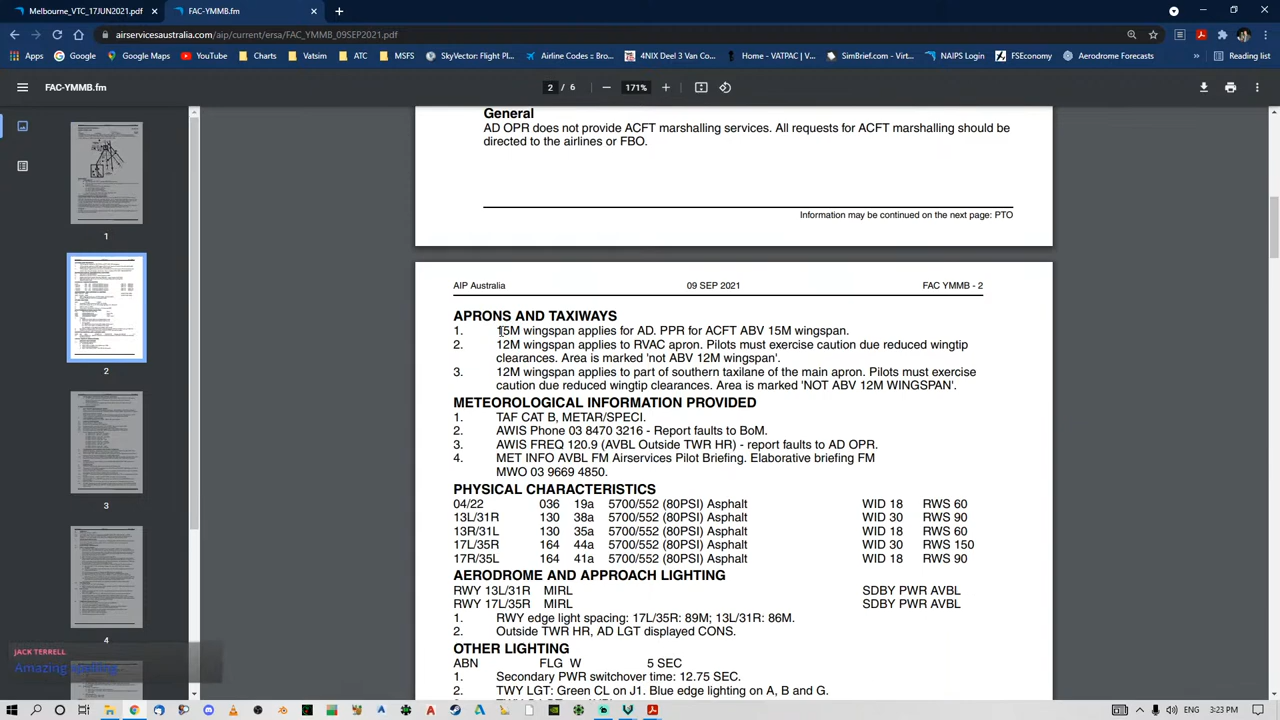 Melbourne_VTC_17JUN2021.pdf
FAC-YMMB.fm
airservicesaustralia.com/aip/current/ersa/FAC_YMMB_09SEP2021.pdf
Apps
Google
Google Maps
YouTube
Charts
Vatsim
ATC
MSFS
SkyVector: Flight Pl...
Airline Codes :: Bro...
4NIX Deel 3 Van Co...
Home - VATPAC | V...
SimBrief.com - Virt...
NAIPS Login
FSEconomy
Aerodrome Forecasts
»
Reading list
FAC-YMMB.fm
2 / 6
171%
General
AD OPR does not provide ACFT marshalling services. All requests for ACFT marshalling should be
directed to the airlines or FBO.
Information may be continued on the next page: PTO
AIP Australia 09 SEP 2021 FAC YMMB - 2
APRONS AND TAXIWAYS
1. 15M wingspan applies for AD. PPR for ACFT ABV 15M wingspan.
2. 12M wingspan applies to RVAC apron. Pilots must exercise caution due reduced wingtip
clearances. Area is marked 'not ABV 12M wingspan'.
3. 12M wingspan applies to part of southern taxilane of the main apron. Pilots must exercise
caution due reduced wingtip clearances. Area is marked 'NOT ABV 12M WINGSPAN'.
METEOROLOGICAL INFORMATION PROVIDED
1. TAF CAT B, METAR/SPECI.
2. AWIS Phone 03 8470 3216 - Report faults to BoM.
3. AWIS FREQ 120.9 (AVBL Outside TWR HR) - report faults to AD OPR.
4. MET INFO AVBL FM Airservices Pilot Briefing. Elaborative briefing FM
MWO 03 9669 4850.
PHYSICAL CHARACTERISTICS
04/22 036 19a 5700/552 (80PSI) Asphalt WID 18 RWS 60
13L/31R 130 38a 5700/552 (80PSI) Asphalt WID 30 RWS 90
13R/31L 130 35a 5700/552 (80PSI) Asphalt WID 18 RWS 60
17L/35R 164 44a 5700/552 (80PSI) Asphalt WID 30 RWS 150
17R/35L 164 41a 5700/552 (80PSI) Asphalt WID 18 RWS 90
AERODROME AND APPROACH LIGHTING
RWY 13L/31R MIRL SDBY PWR AVBL
RWY 17L/35R MIRL SDBY PWR AVBL
1. RWY edge light spacing: 17L/35R: 89M; 13L/31R: 86M.
2. Outside TWR HR, AD LGT displayed CONS.
OTHER LIGHTING
ABN FLG W 5 SEC
1. Secondary PWR switchover time: 12.75 SEC.
2. TWY LGT: Green CL on J1. Blue edge lighting on A, B and G.
1
2
3
4
JACK TERRELL
Amazing
3:23 PM